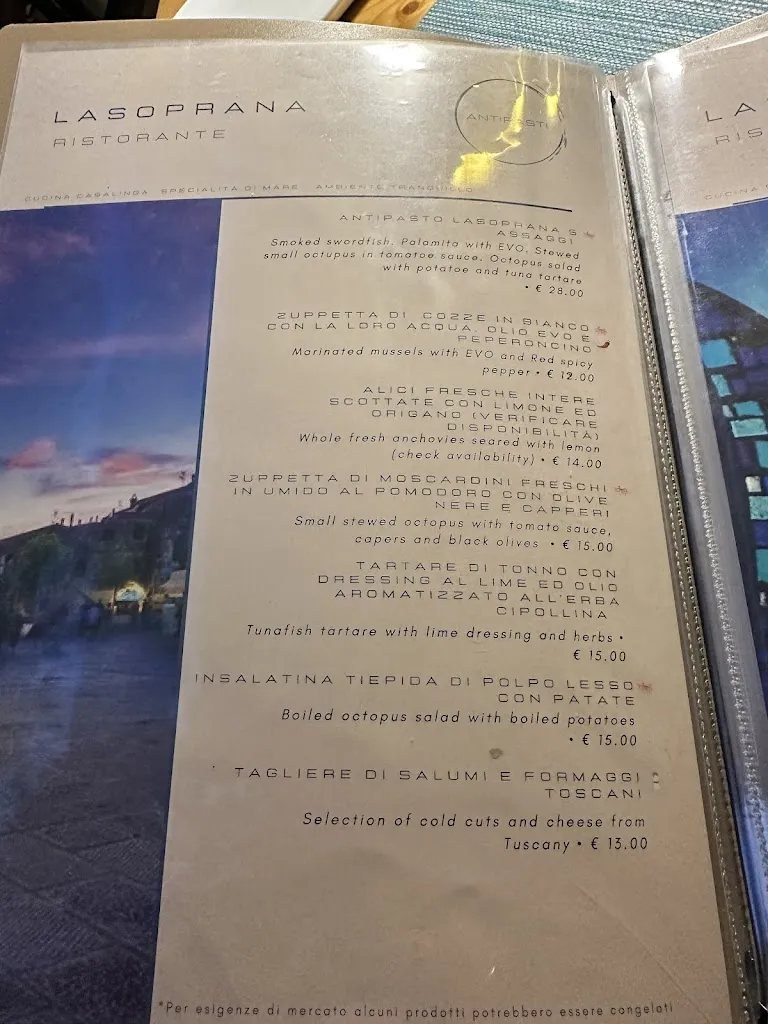 LASOPRANA
RISTORANTE
ANTIPASTI
CUCINA CASALINGA SPECIALITA DI MARE AMBIENTE TRANQUILLO
ANTIPASTO LASOPRANA 5
ASSAGGI
Smoked swordfish, Palamita with EVO, Stewed
small octupus in tomatoe sauce, Octopus salad
with potatoe and tuna tartare
• € 28.00
ZUPPETTA DI COZZE IN BIANCO
CON LA LORO ACQUA, OLIO EVO E
PEPERONCINO
Marinated mussels with EVO and Red spicy
pepper • € 12.00
ALICI FRESCHE INTERE
SCOTTATE CON LIMONE ED
ORIGANO (VERIFICARE
DISPONIBILITÀ)
Whole fresh anchovies seared with lemon
(check availability) • € 14.00
ZUPPETTA DI MOSCARDINI FRESCHI
IN UMIDO AL POMODORO CON OLIVE
NERE E CAPPERI
Small stewed octopus with tomato sauce,
capers and black olives • € 15.00
TARTARE DI TONNO CON
DRESSING AL LIME ED OLIO
AROMATIZZATO ALL'ERBA
CIPOLLINA
Tunafish tartare with lime dressing and herbs •
€ 15.00
INSALATINA TIEPIDA DI POLPO LESSO
CON PATATE
Boiled octopus salad with boiled potatoes
• € 15.00
TAGLIERE DI SALUMI E FORMAGGI
TOSCANI
Selection of cold cuts and cheese from
Tuscany • € 13.00
*Per esigenze di mercato alcuni prodotti potrebbero essere congelati
LA
RIS
CUCINA